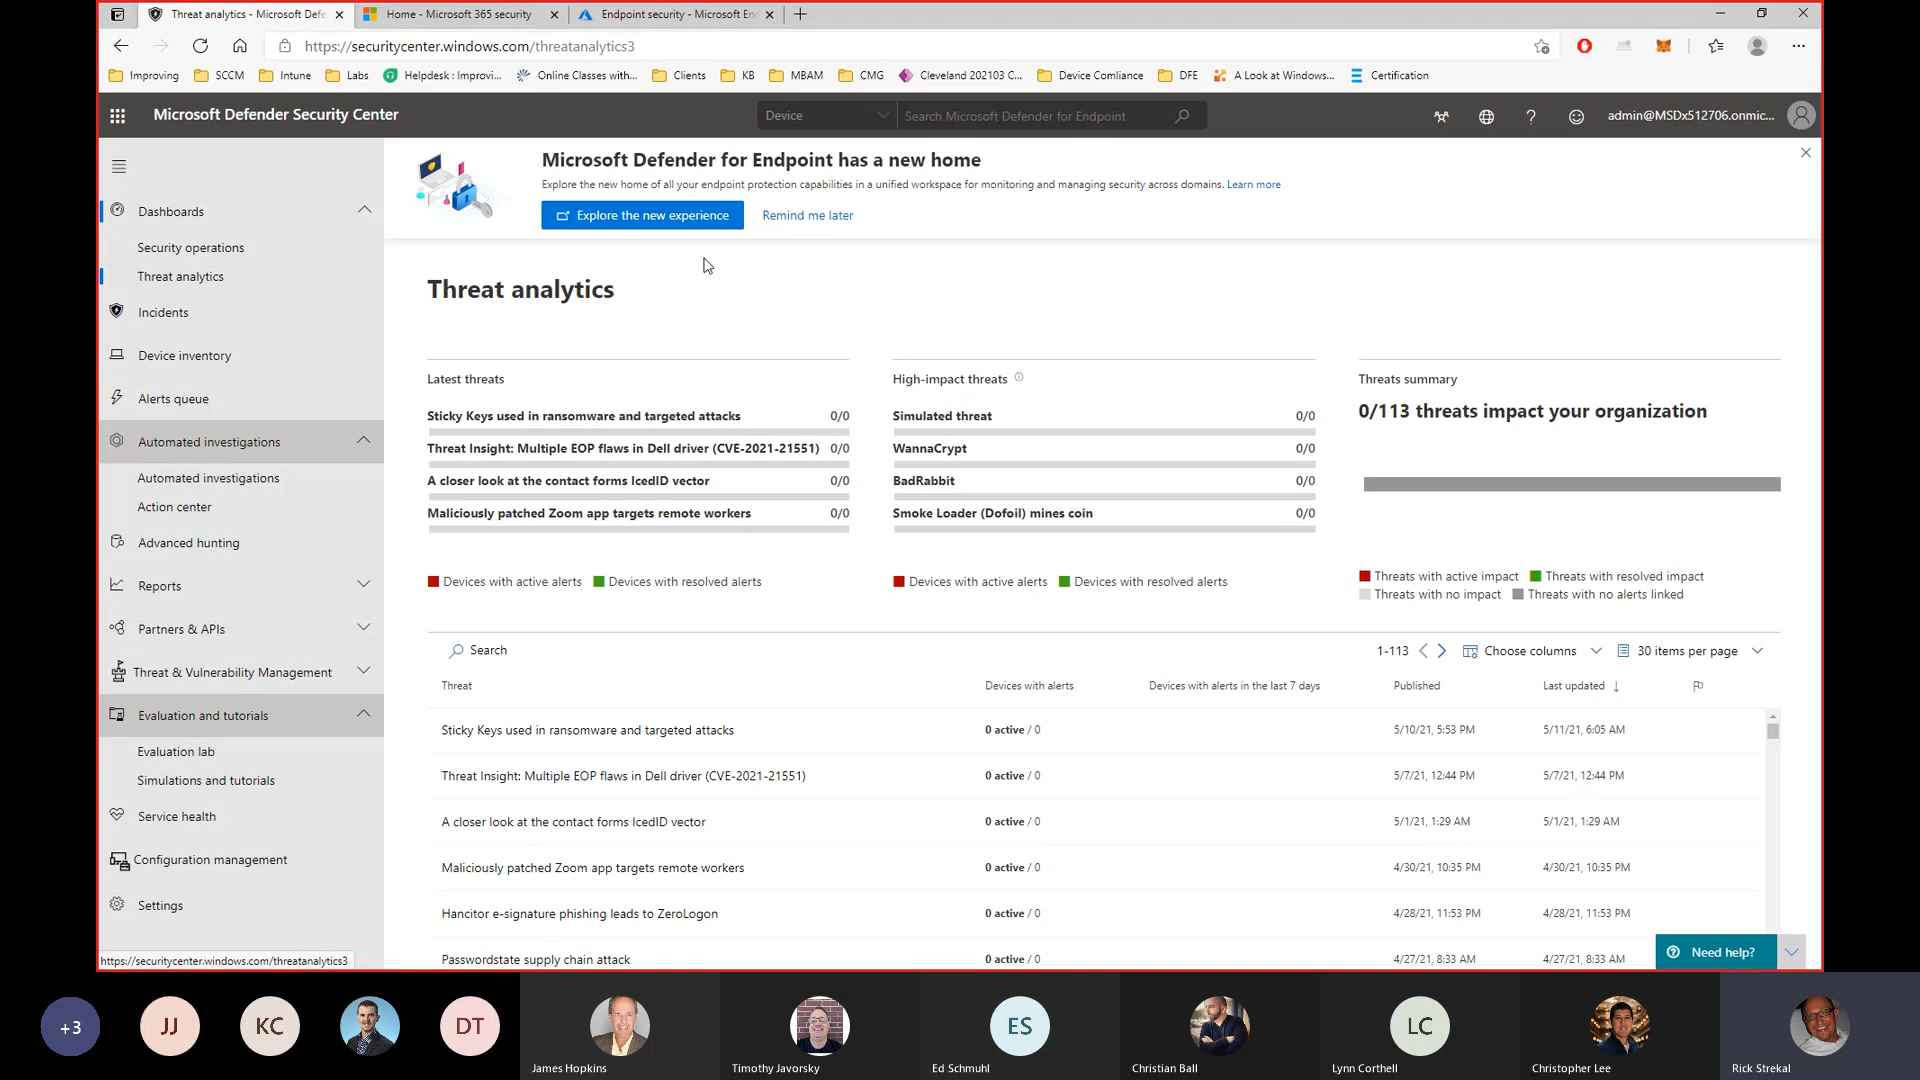 Threat analytics - Microsoft Defe
Home - Microsoft 365 security
Endpoint security - Microsoft En
https://securitycenter.windows.com/threatanalytics3
Improving
SCCM
Intune
Labs
Helpdesk : Improvi...
Online Classes with...
Clients
KB
MBAM
CMG
Cleveland 202103 C...
Device Comliance
DFE
A Look at Windows...
Certification
Microsoft Defender Security Center
Device
Search Microsoft Defender for Endpoint
?
admin@MSDx512706.onmic...
Dashboards
Security operations
Threat analytics
Incidents
Device inventory
Alerts queue
Automated investigations
Automated investigations
Action center
Advanced hunting
Reports
Partners & APIs
Threat & Vulnerability Management
Evaluation and tutorials
Evaluation lab
Simulations and tutorials
Service health
Configuration management
Settings
https://securitycenter.windows.com/threatanalytics3
Microsoft Defender for Endpoint has a new home
Explore the new home of all your endpoint protection capabilities in a unified workspace for monitoring and managing security across domains. Learn more
Explore the new experience
Remind me later
Threat analytics
Latest threats
Sticky Keys used in ransomware and targeted attacks 0/0
Threat Insight: Multiple EOP flaws in Dell driver (CVE-2021-21551) 0/0
A closer look at the contact forms IcedID vector 0/0
Maliciously patched Zoom app targets remote workers 0/0
Devices with active alerts Devices with resolved alerts
High-impact threats
Simulated threat 0/0
WannaCrypt 0/0
BadRabbit 0/0
Smoke Loader (Dofoil) mines coin 0/0
Devices with active alerts Devices with resolved alerts
Threats summary
0/113 threats impact your organization
Threats with active impact Threats with resolved impact
Threats with no impact Threats with no alerts linked
Search
1-113
Choose columns
30 items per page
Threat Devices with alerts Devices with alerts in the last 7 days Published Last updated
Sticky Keys used in ransomware and targeted attacks 0 active / 0 5/10/21, 5:53 PM 5/11/21, 6:05 AM
Threat Insight: Multiple EOP flaws in Dell driver (CVE-2021-21551) 0 active / 0 5/7/21, 12:44 PM 5/7/21, 12:44 PM
A closer look at the contact forms IcedID vector 0 active / 0 5/1/21, 1:29 AM 5/1/21, 1:29 AM
Maliciously patched Zoom app targets remote workers 0 active / 0 4/30/21, 10:35 PM 4/30/21, 10:35 PM
Hancitor e-signature phishing leads to ZeroLogon 0 active / 0 4/28/21, 11:53 PM 4/28/21, 11:53 PM
Passwordstate supply chain attack 0 active / 0 4/27/21, 8:33 AM 4/27/21, 8:33 AM
Need help?
+3
JJ
KC
DT
James Hopkins
Timothy Javorsky
ES
Ed Schmuhl
Christian Ball
LC
Lynn Corthell
Christopher Lee
Rick Strekal